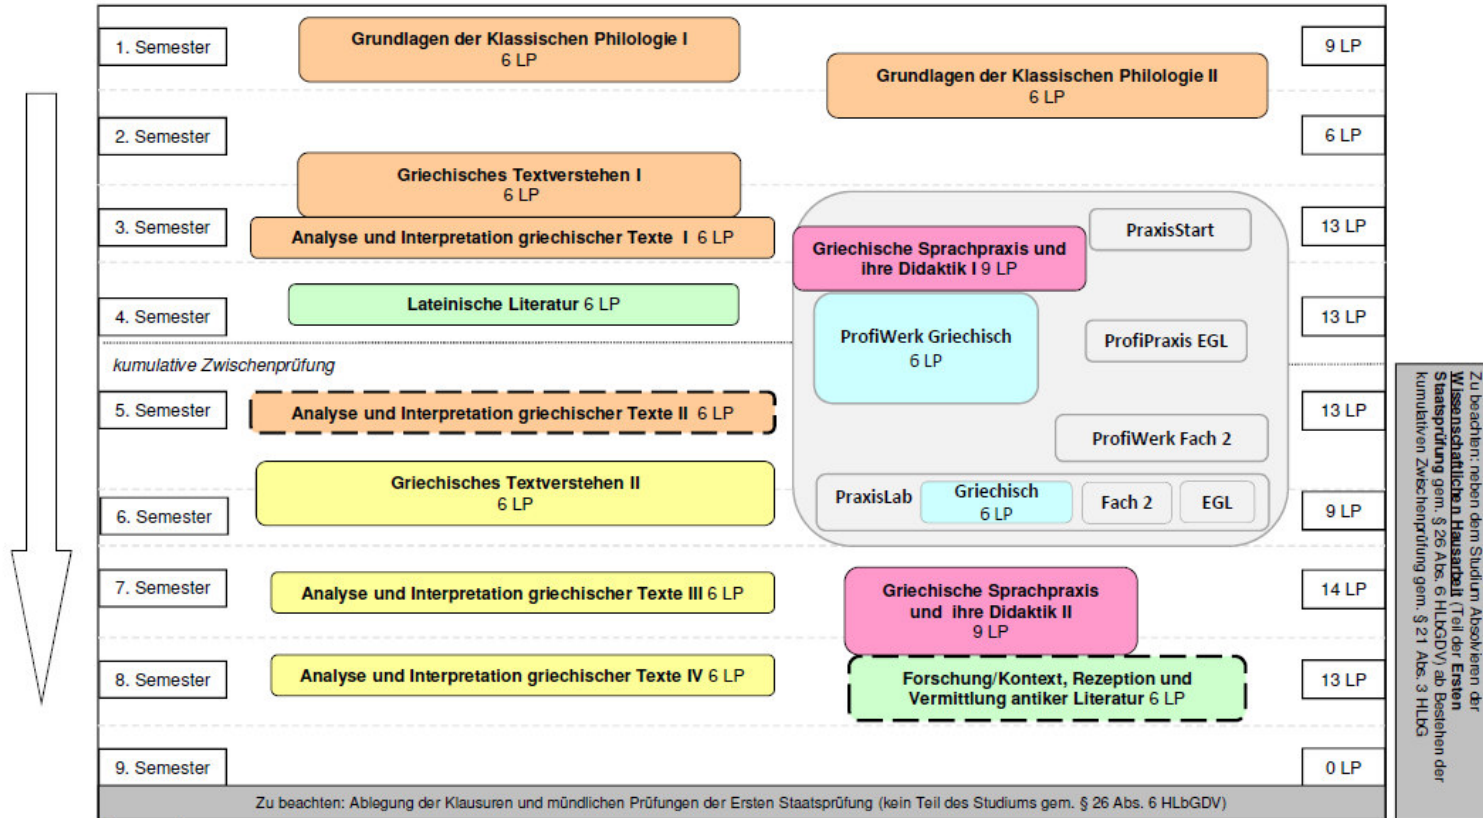 1. Semester
Grundlagen der Klassischen Philologie I
6 LP
9 LP
Grundlagen der Klassischen Philologie II
6 LP
2. Semester
6 LP
Griechisches Textverstehen I
6 LP
3. Semester
Analyse und Interpretation griechischer Texte I 6 LP
Griechische Sprachpraxis und
ihre Didaktik I 9 LP
PraxisStart
13 LP
4. Semester
Lateinische Literatur 6 LP
ProfiWerk Griechisch
6 LP
ProfiPraxis EGL
13 LP
kumulative Zwischenprüfung
5. Semester
Analyse und Interpretation griechischer Texte II 6 LP
ProfiWerk Fach 2
13 LP
Griechisches Textverstehen II
6 LP
6. Semester
PraxisLab
Griechisch
6 LP
Fach 2
EGL
9 LP
7. Semester
Analyse und Interpretation griechischer Texte III 6 LP
Griechische Sprachpraxis
und ihre Didaktik II
9 LP
14 LP
8. Semester
Analyse und Interpretation griechischer Texte IV 6 LP
Forschung/Kontext, Rezeption und
Vermittlung antiker Literatur 6 LP
13 LP
9. Semester
0 LP
Zu beachten: Ablegung der Klausuren und mündlichen Prüfungen der Ersten Staatsprüfung (kein Teil des Studiums gem. § 26 Abs. 6 HLbGDV)
Zu beachten: neben dem Studium Absolvieren der
Wissenschaftlichen Hausarbeit (Teil der Ersten
Staatsprüfung gem. § 26 Abs. 6 HLbGDV) ab Bestehen der
kumulativen Zwischenprüfung gem. § 21 Abs. 3 HLbG